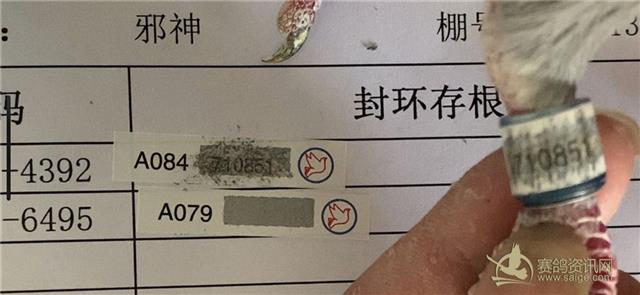 : 邪神 棚号 13
码 封环存根
-4392 A084 710851
710851
-6495 A079
赛鸽资讯网
www.saige.com